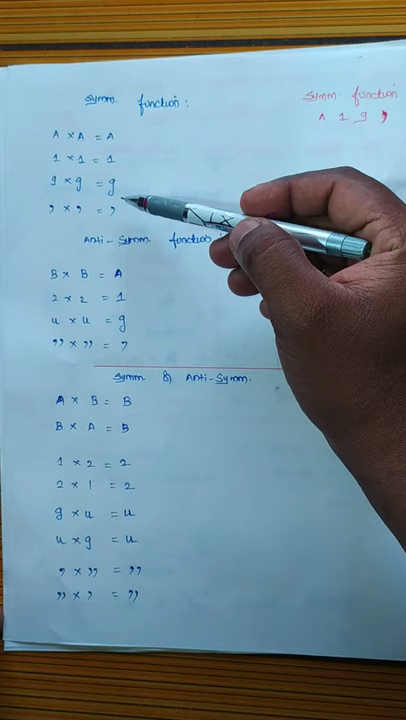 Symm. function:
Symm. function
A 1 g ,
A × A = A
1 × 1 = 1
g × g = g
, × , = ,
Anti-Symm. function:
B × B = A
2 × 2 = 1
u × u = g
,, × ,, = ,
Symm. & Anti-Symm.
A × B = B
B × A = B
1 × 2 = 2
2 × 1 = 2
g × u = u
u × g = u
, × ,, = ,,
,, × , = ,,